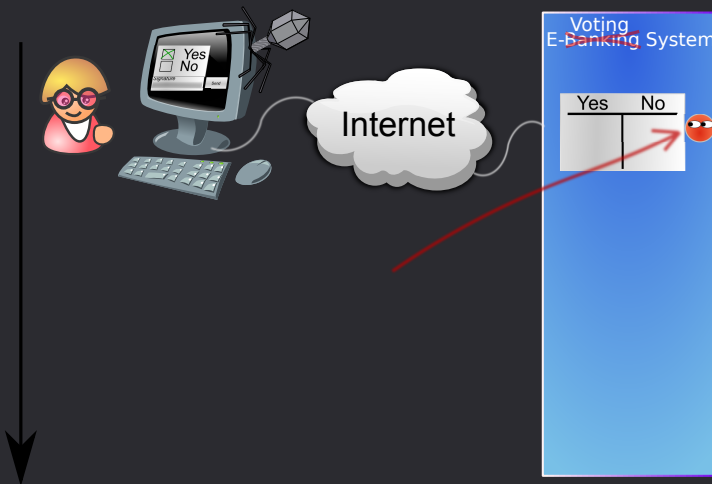 Yes
No
Signature
Send
Internet
Voting
E-Banking System
Yes No